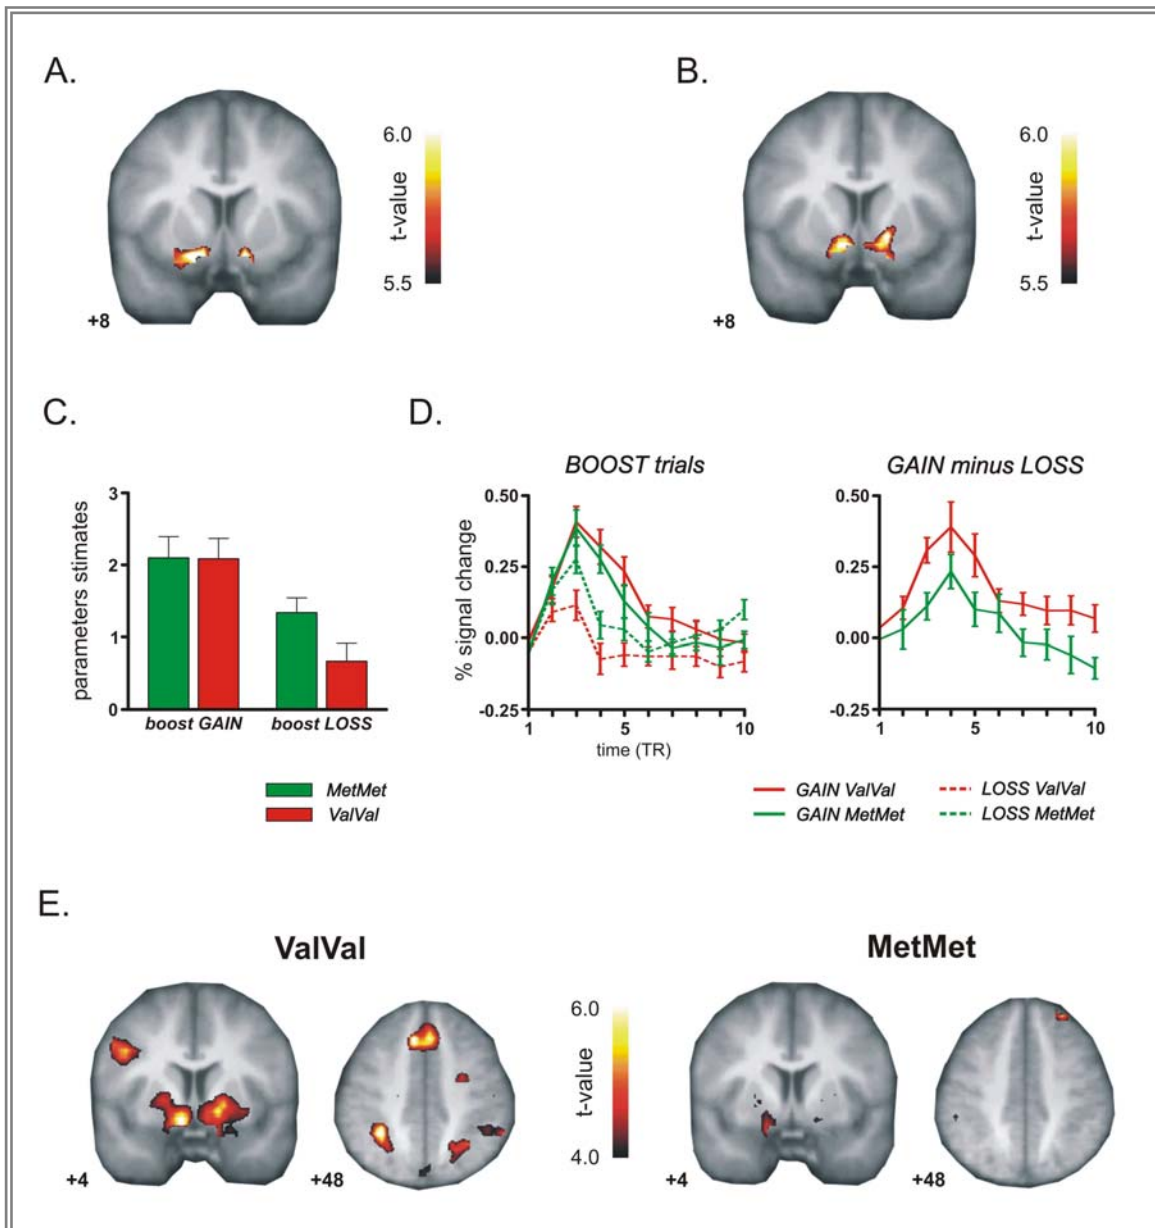 A.
B.
6.0
t-value
5.5
+8
6.0
t-value
5.5
+8
C.
D.
BOOST trials
GAIN minus LOSS
parameters stimates
3
2
1
0
boost GAIN
boost LOSS
MetMet
ValVal
% signal change
0.50
0.25
0.00
-0.25
1
5
10
time (TR)
0.50
0.25
0.00
-0.25
1
5
10
GAIN ValVal
LOSS ValVal
GAIN MetMet
LOSS MetMet
E.
ValVal
MetMet
+4
+48
6.0
t-value
4.0
+4
+48